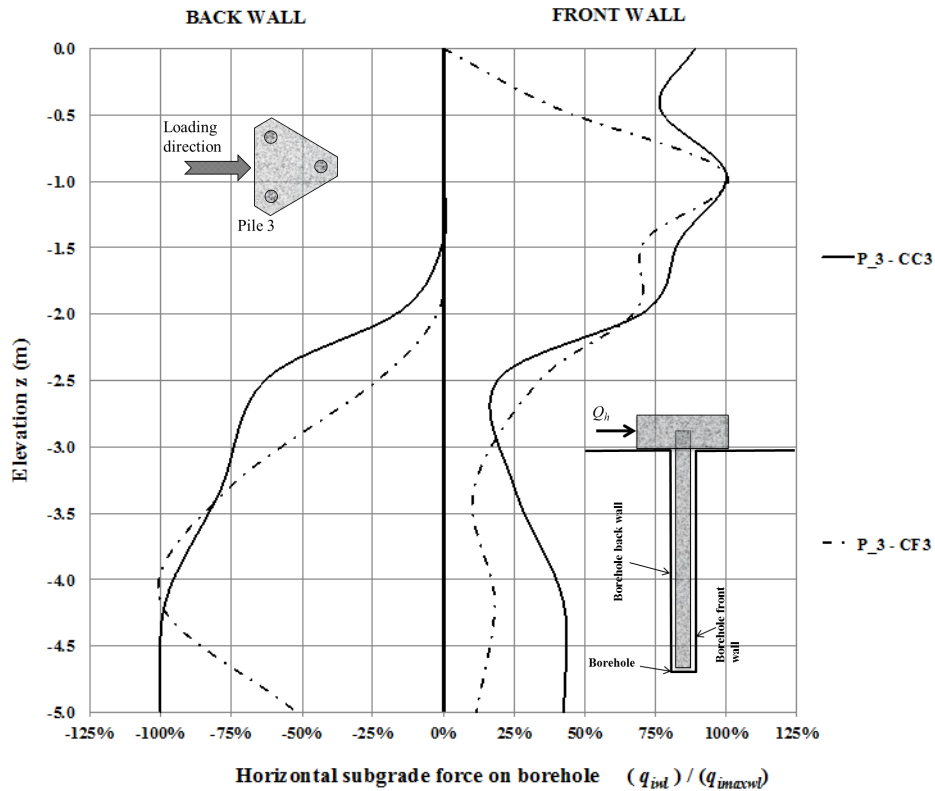 BACK WALL
FRONT WALL
0.0
-0.5
-1.0
-1.5
-2.0
-2.5
-3.0
-3.5
-4.0
-4.5
-5.0
Elevation z (m)
Loading
direction
Pile 3
P_3 - CC3
P_3 - CF3
Qh
Borehole back wall
Borehole front
wall
Borehole
-125% -100% -75% -50% -25% 0% 25% 50% 75% 100% 125%
Horizontal subgrade force on borehole (qiwl) / (qimaxwl)